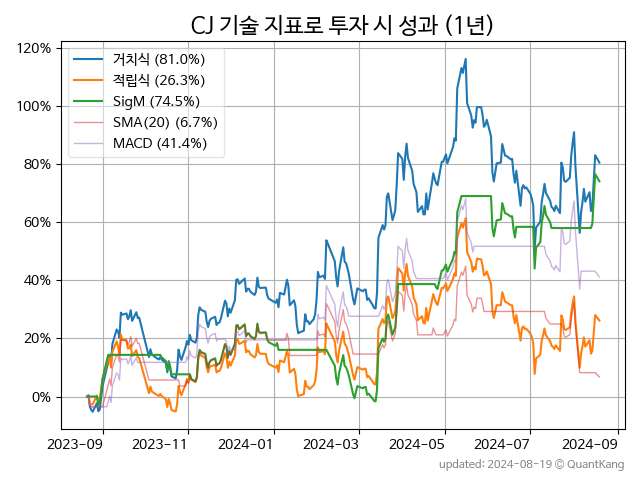 CJ 기술 지표로 투자 시 성과 (1년)
120%
100%
80%
60%
40%
20%
0%
거치식 (81.0%)
적립식 (26.3%)
SigM (74.5%)
SMA(20) (6.7%)
MACD (41.4%)
2023-09 2023-11 2024-01 2024-03 2024-05 2024-07 2024-09
updated: 2024-08-19 © QuantKang